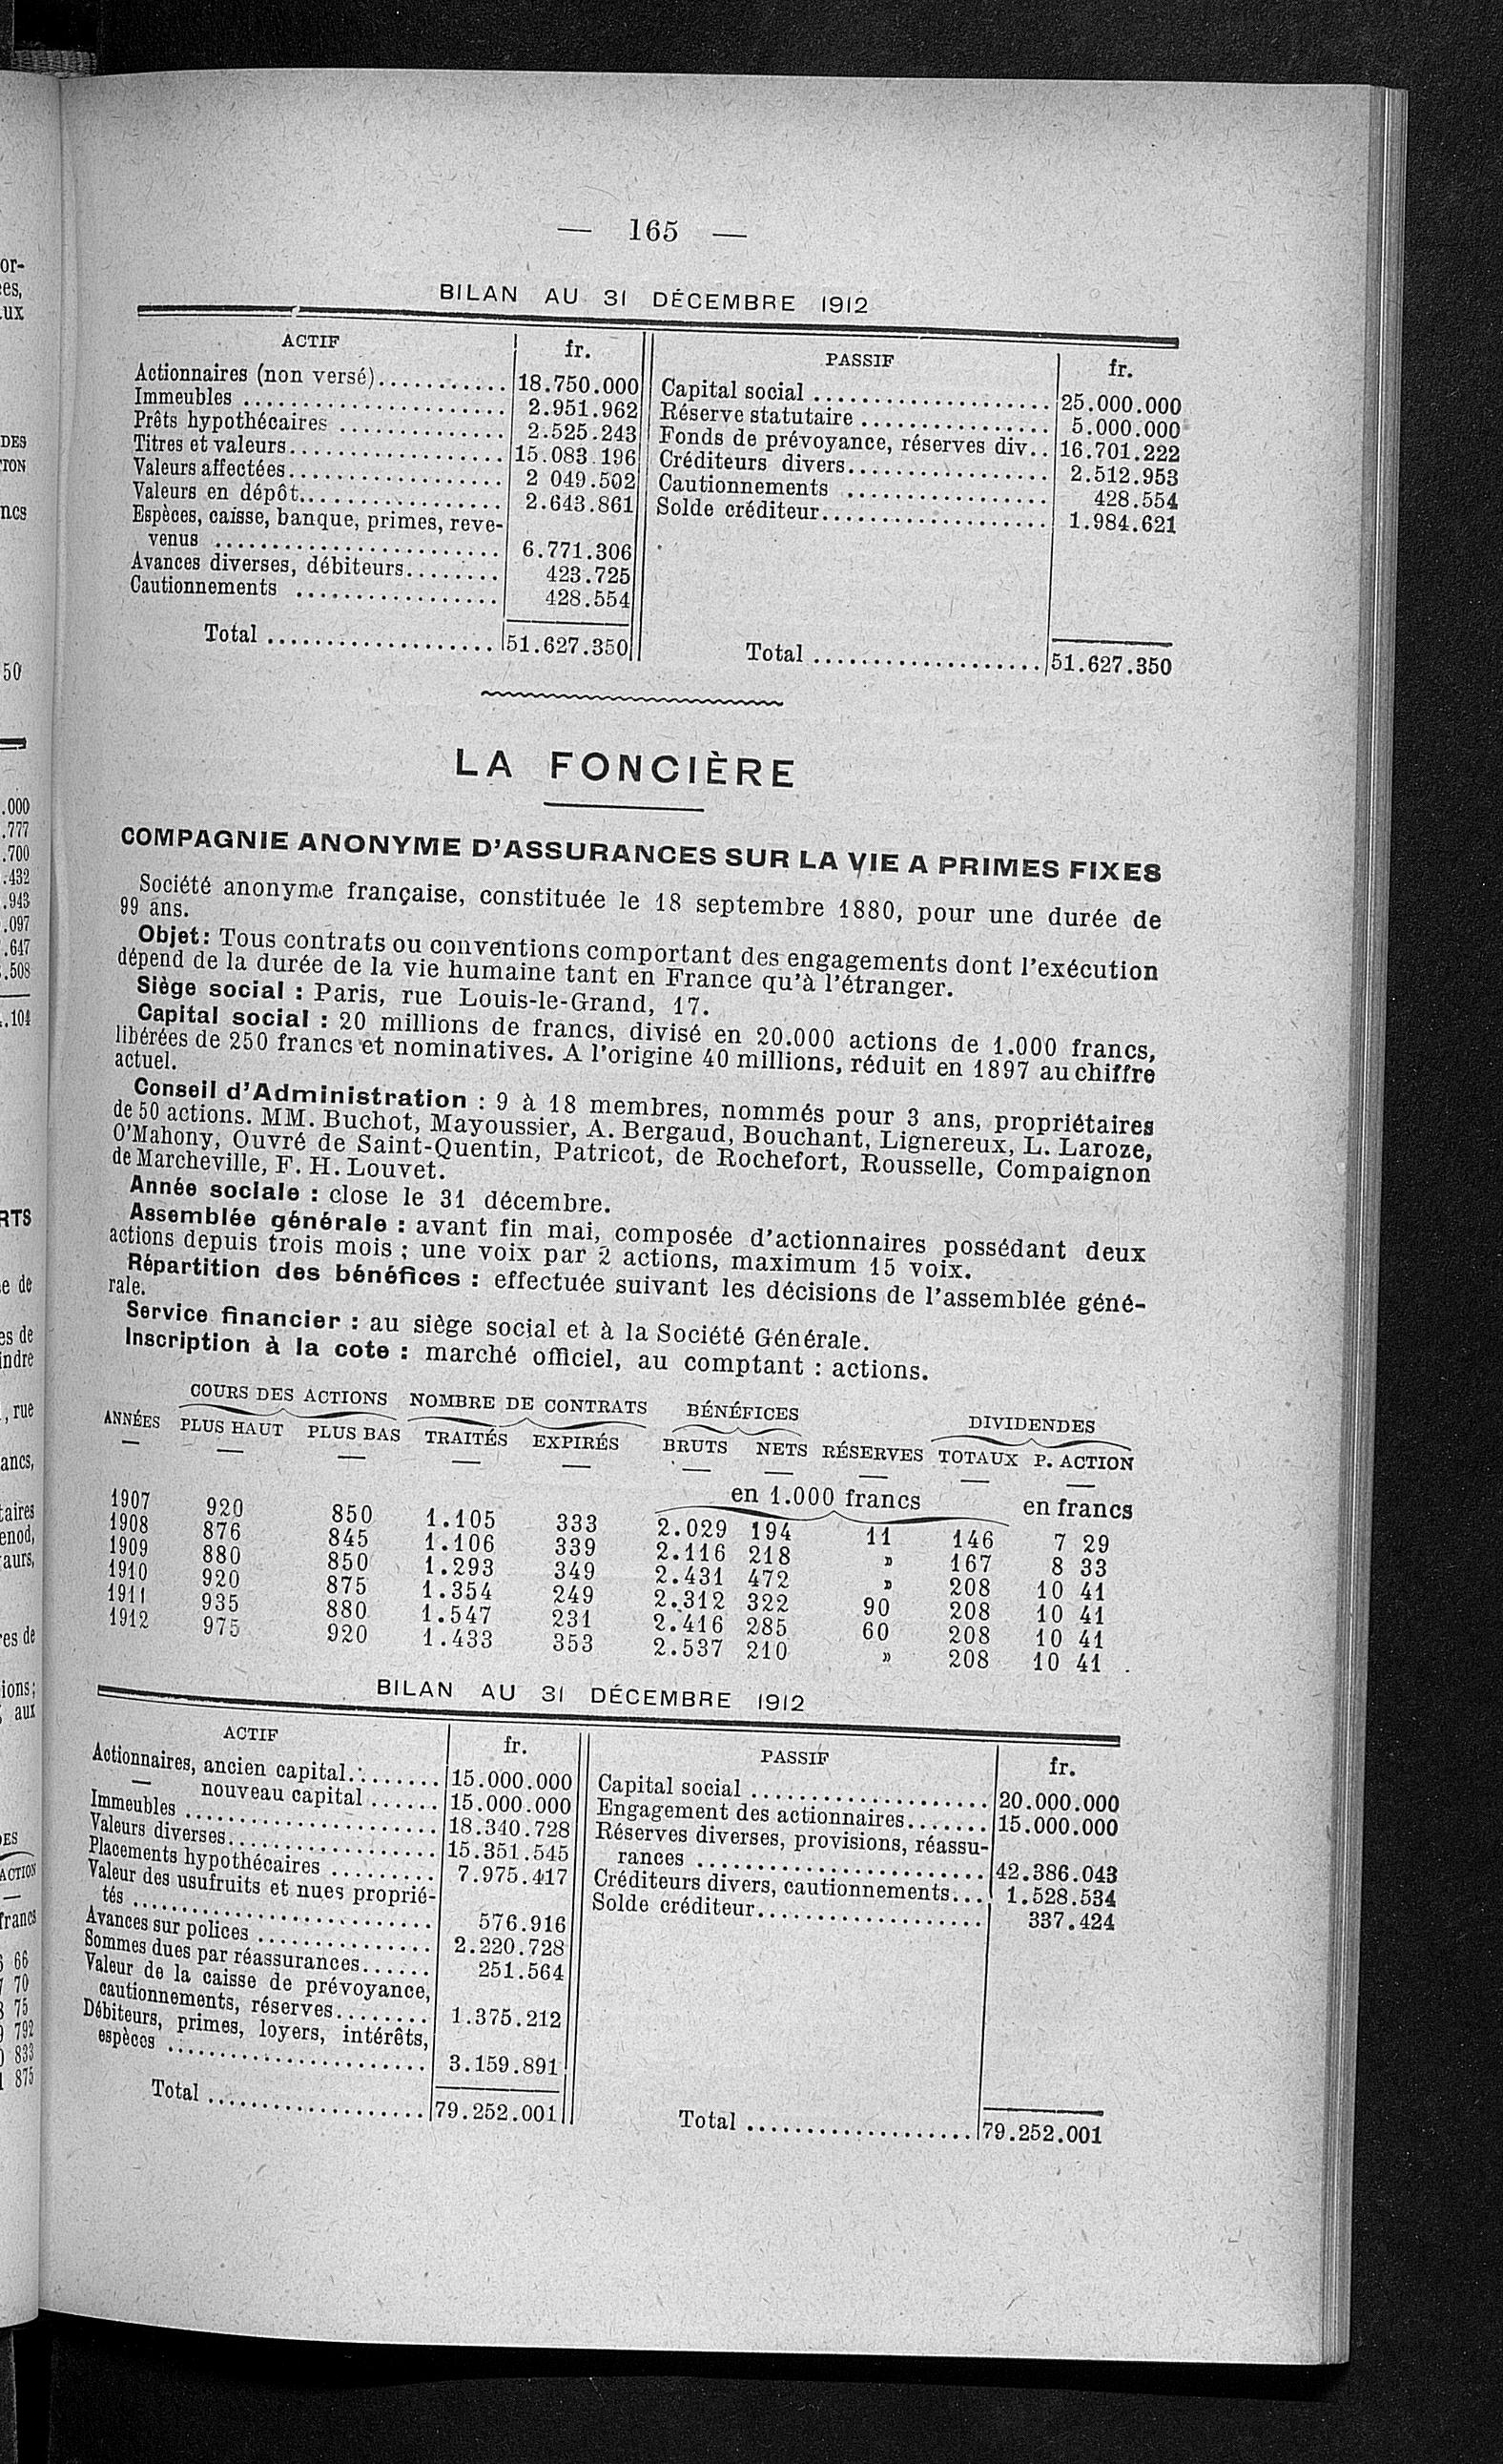 — 165 —
BILAN AU 31 DÉCEMBRE 1912
ACTIF fr.
Actionnaires (non versé)........... 18.750.000
Immeubles ...................... 2.951.962
Prêts hypothécaires .............. 2.525.243
Titres et valeurs.................. 15.083.196
Valeurs affectées.................. 2 049.502
Valeurs en dépôt................. 2.643.861
Espèces, caisse, banque, primes, reve-
venus ........................ 6.771.306
Avances diverses, débiteurs........ 423.725
Cautionnements ................. 428.554
Total ................... 51.627.350
PASSIF fr.
Capital social .................... 25.000.000
Réserve statutaire ................ 5.000.000
Fonds de prévoyance, réserves div.. 16.701.222
Créditeurs divers................. 2.512.953
Cautionnements ................. 428.554
Solde créditeur................... 1.984.621
Total ................... 51.627.350
LA FONCIÈRE
COMPAGNIE ANONYME D'ASSURANCES SUR LA VIE A PRIMES FIXES
Société anonyme française, constituée le 18 septembre 1880, pour une durée de
99 ans.
Objet: Tous contrats ou conventions comportant des engagements dont l'exécution
dépend de la durée de la vie humaine tant en France qu'à l'étranger.
Siège social : Paris, rue Louis-le-Grand, 17.
Capital social : 20 millions de francs, divisé en 20.000 actions de 1.000 francs,
libérées de 250 francs et nominatives. A l'origine 40 millions, réduit en 1897 au chiffre
actuel.
Conseil d'Administration : 9 à 18 membres, nommés pour 3 ans, propriétaires
de 50 actions. MM. Buchot, Mayoussier, A. Bergaud, Bouchant, Lignereux, L. Laroze,
O'Mahony, Ouvré de Saint-Quentin, Patricot, de Rochefort, Rousselle, Compaignon
de Marcheville, F. H. Louvet.
Année sociale : close le 31 décembre.
Assemblée générale : avant fin mai, composée d'actionnaires possédant deux
actions depuis trois mois ; une voix par 2 actions, maximum 15 voix.
Répartition des bénéfices : effectuée suivant les décisions de l'assemblée géné-
rale.
Service financier : au siège social et à la Société Générale.
Inscription à la cote : marché officiel, au comptant : actions.
COURS DES ACTIONS NOMBRE DE CONTRATS BÉNÉFICES DIVIDENDES
ANNÉES PLUS HAUT PLUS BAS TRAITÉS EXPIRÉS BRUTS NETS RÉSERVES TOTAUX P. ACTION
en 1.000 francs en francs
1907 920 850 1.105 333 2.029 194 11 146 7 29
1908 876 845 1.106 339 2.116 218 » 167 8 33
1909 880 850 1.293 349 2.431 472 » 208 10 41
1910 920 875 1.354 249 2.312 322 90 208 10 41
1911 935 880 1.547 231 2.416 285 60 208 10 41
1912 975 920 1.433 353 2.537 210 » 208 10 41
BILAN AU 31 DÉCEMBRE 1912
ACTIF fr.
Actionnaires, ancien capital........ 15.000.000
— nouveau capital ...... 15.000.000
Immeubles ..................... 18.340.728
Valeurs diverses.................. 15.351.545
Placements hypothécaires ......... 7.975.417
Valeur des usufruits et nues proprié-
tés ......................... 576.916
Avances sur polices ............... 2.220.728
Sommes dues par réassurances...... 251.564
Valeur de la caisse de prévoyance,
cautionnements, réserves........ 1.375.212
Débiteurs, primes, loyers, intérêts,
espèces ...................... 3.159.891
Total ................... 79.252.001
PASSIF fr.
Capital social .................... 20.000.000
Engagement des actionnaires....... 15.000.000
Réserves diverses, provisions, réassu-
rances ........................ 42.386.043
Créditeurs divers, cautionnements... 1.528.534
Solde créditeur................... 337.424
Total ................... 79.252.001